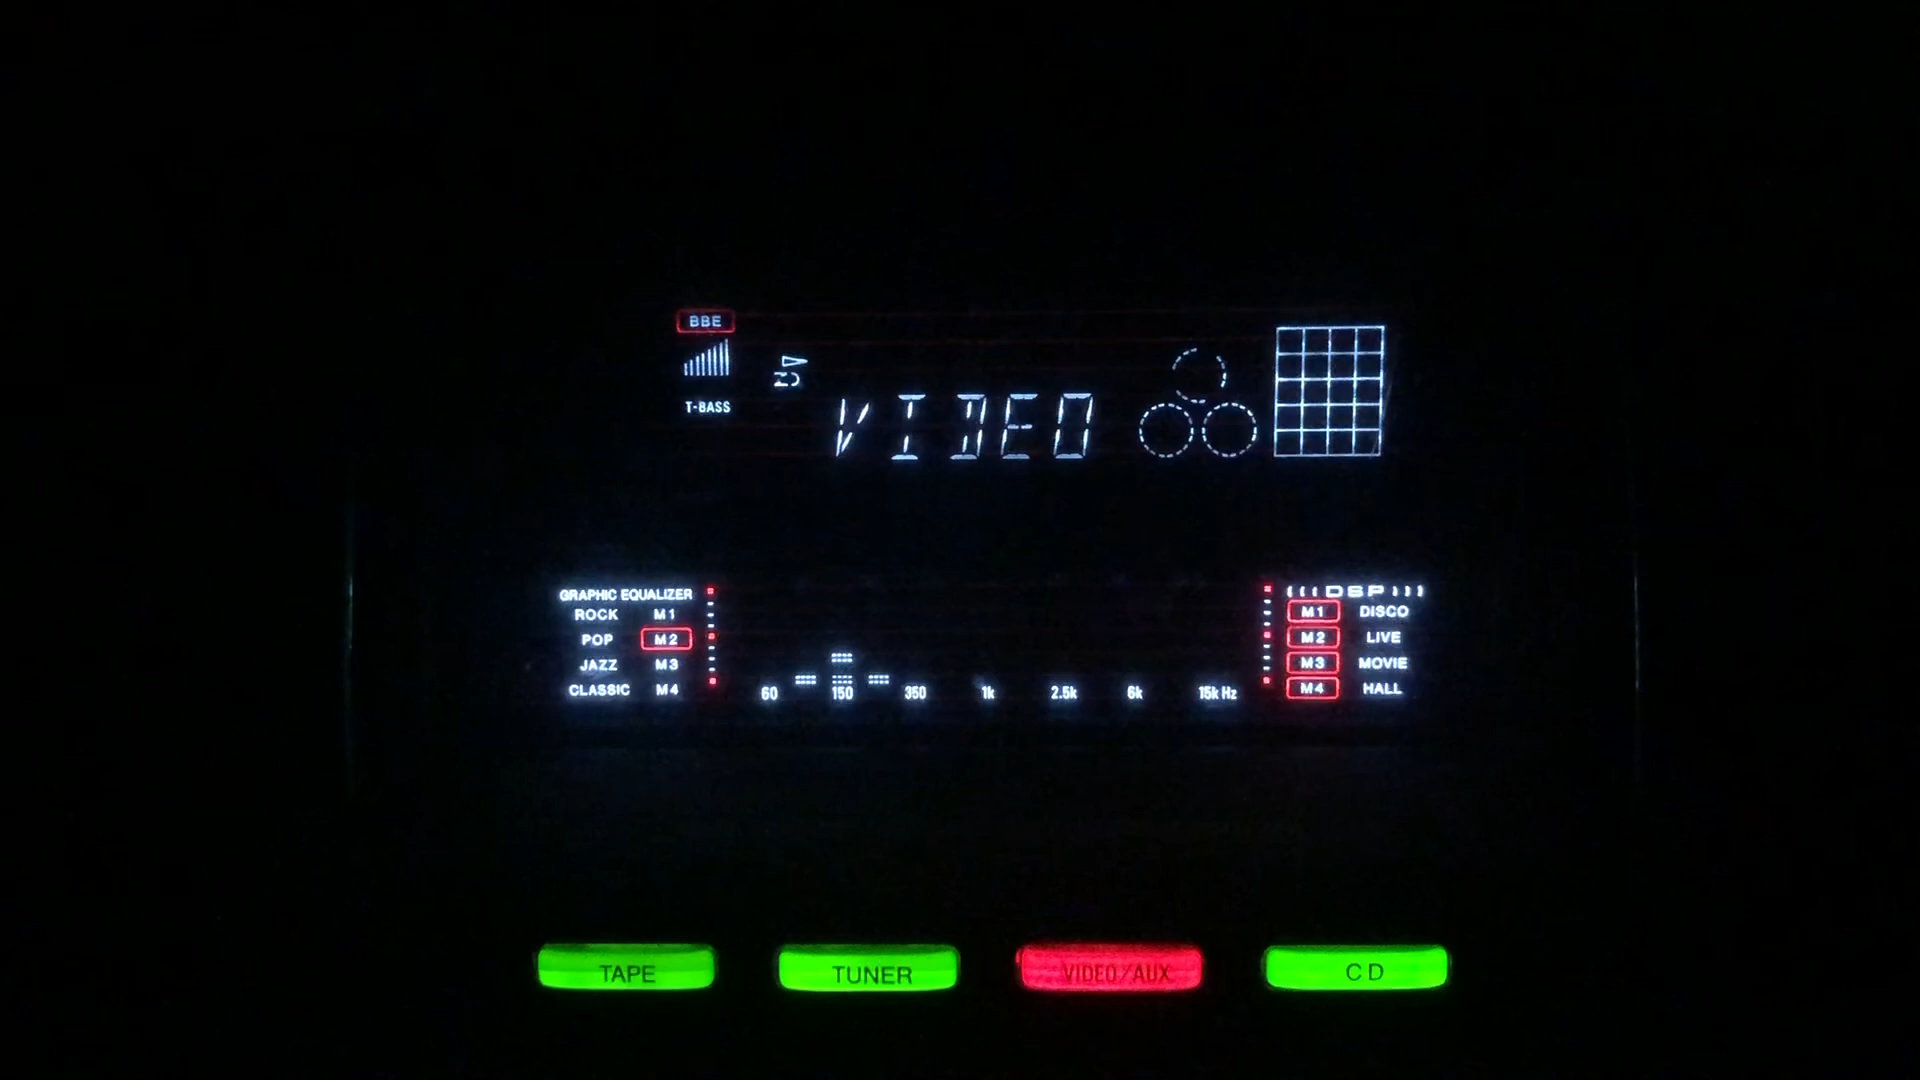 BBE
T-BASS
VIDEO
GRAPHIC EQUALIZER
ROCK M1
POP M2
JAZZ M3
CLASSIC M4
60 150 350 1k 2.5k 6k 15k Hz
DSP
M1 DISCO
M2 LIVE
M3 MOVIE
M4 HALL
TAPE TUNER VIDEO/AUX CD